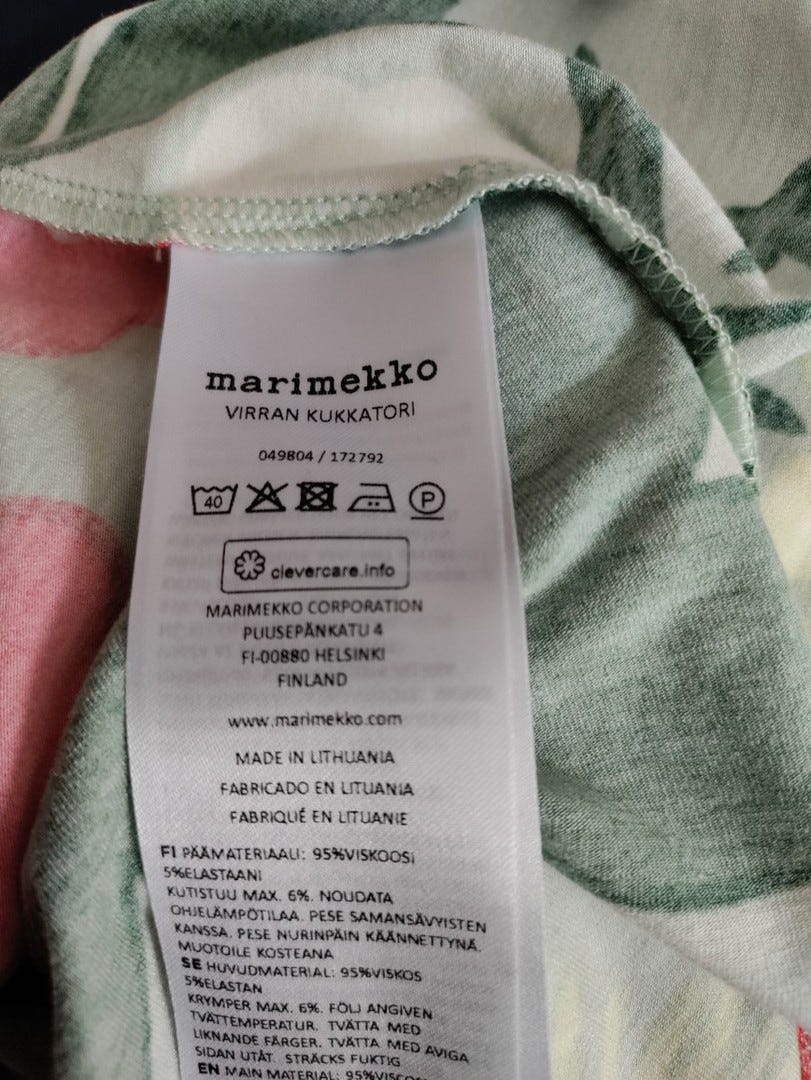 marimekko
VIRRAN KUKKATORI
049804 / 172792
40 P
clevercare.info
MARIMEKKO CORPORATION
PUUSEPÄNKATU 4
FI-00880 HELSINKI
FINLAND
www.marimekko.com
MADE IN LITHUANIA
FABRICADO EN LITUANIA
FABRIQUÉ EN LITUANIE
FI PÄÄMATERIAALI: 95%VISKOOSI
5%ELASTAANI
KUTISTUU MAX. 6%. NOUDATA
OHJELÄMPÖTILAA. PESE SAMANSÄVYISTEN
KANSSA. PESE NURINPÄIN KÄÄNNETTYNÄ.
MUOTOILE KOSTEANA
SE HUVUDMATERIAL: 95%VISKOS
5%ELASTAN
KRYMPER MAX. 6%. FÖLJ ANGIVEN
TVÄTTEMPERATUR. TVÄTTA MED
LIKNANDE FÄRGER. TVÄTTA MED AVIGA
SIDAN UTÅT. STRÄCKS FUKTIG
EN MAIN MATERIAL: 95%VISCO